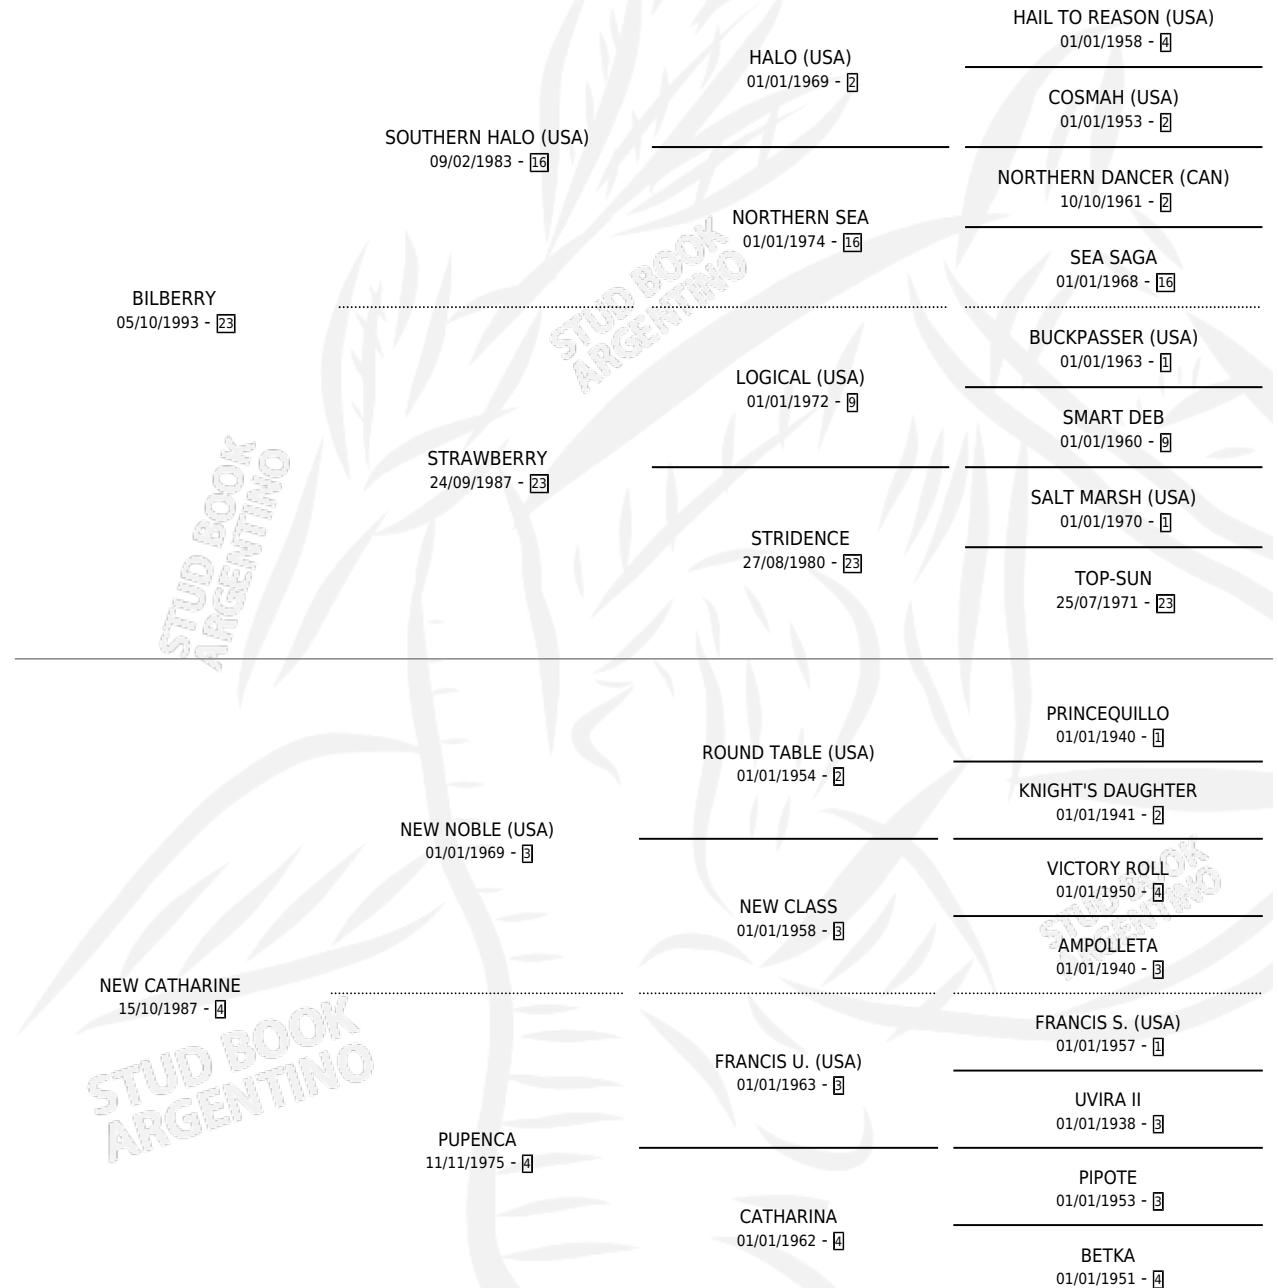 HAIL TO REASON (USA)
01/01/1958 - 4
HALO (USA)
01/01/1969 - 2
COSMAH (USA)
01/01/1953 - 2
SOUTHERN HALO (USA)
09/02/1983 - 16
NORTHERN DANCER (CAN)
10/10/1961 - 2
NORTHERN SEA
01/01/1974 - 16
SEA SAGA
01/01/1968 - 16
BILBERRY
05/10/1993 - 23
STUD BOOK
ARGENTINO
BUCKPASSER (USA)
01/01/1963 - 1
LOGICAL (USA)
01/01/1972 - 9
SMART DEB
01/01/1960 - 9
STRAWBERRY
24/09/1987 - 23
SALT MARSH (USA)
01/01/1970 - 1
STRIDENCE
27/08/1980 - 23
TOP-SUN
25/07/1971 - 23
STUD BOOK
ARGENTINO
PRINCEQUILLO
01/01/1940 - 1
ROUND TABLE (USA)
01/01/1954 - 2
KNIGHT'S DAUGHTER
01/01/1941 - 2
NEW NOBLE (USA)
01/01/1969 - 3
VICTORY ROLL
01/01/1950 - 4
NEW CLASS
01/01/1958 - 3
AMPOLLETA
01/01/1940 - 3
STUD BOOK
ARGENTINO
NEW CATHARINE
15/10/1987 - 4
STUD BOOK
ARGENTINO
FRANCIS S. (USA)
01/01/1957 - 1
FRANCIS U. (USA)
01/01/1963 - 3
UVIRA II
01/01/1938 - 3
PUPENCA
11/11/1975 - 4
PIPOTE
01/01/1953 - 3
CATHARINA
01/01/1962 - 4
BETKA
01/01/1951 - 4